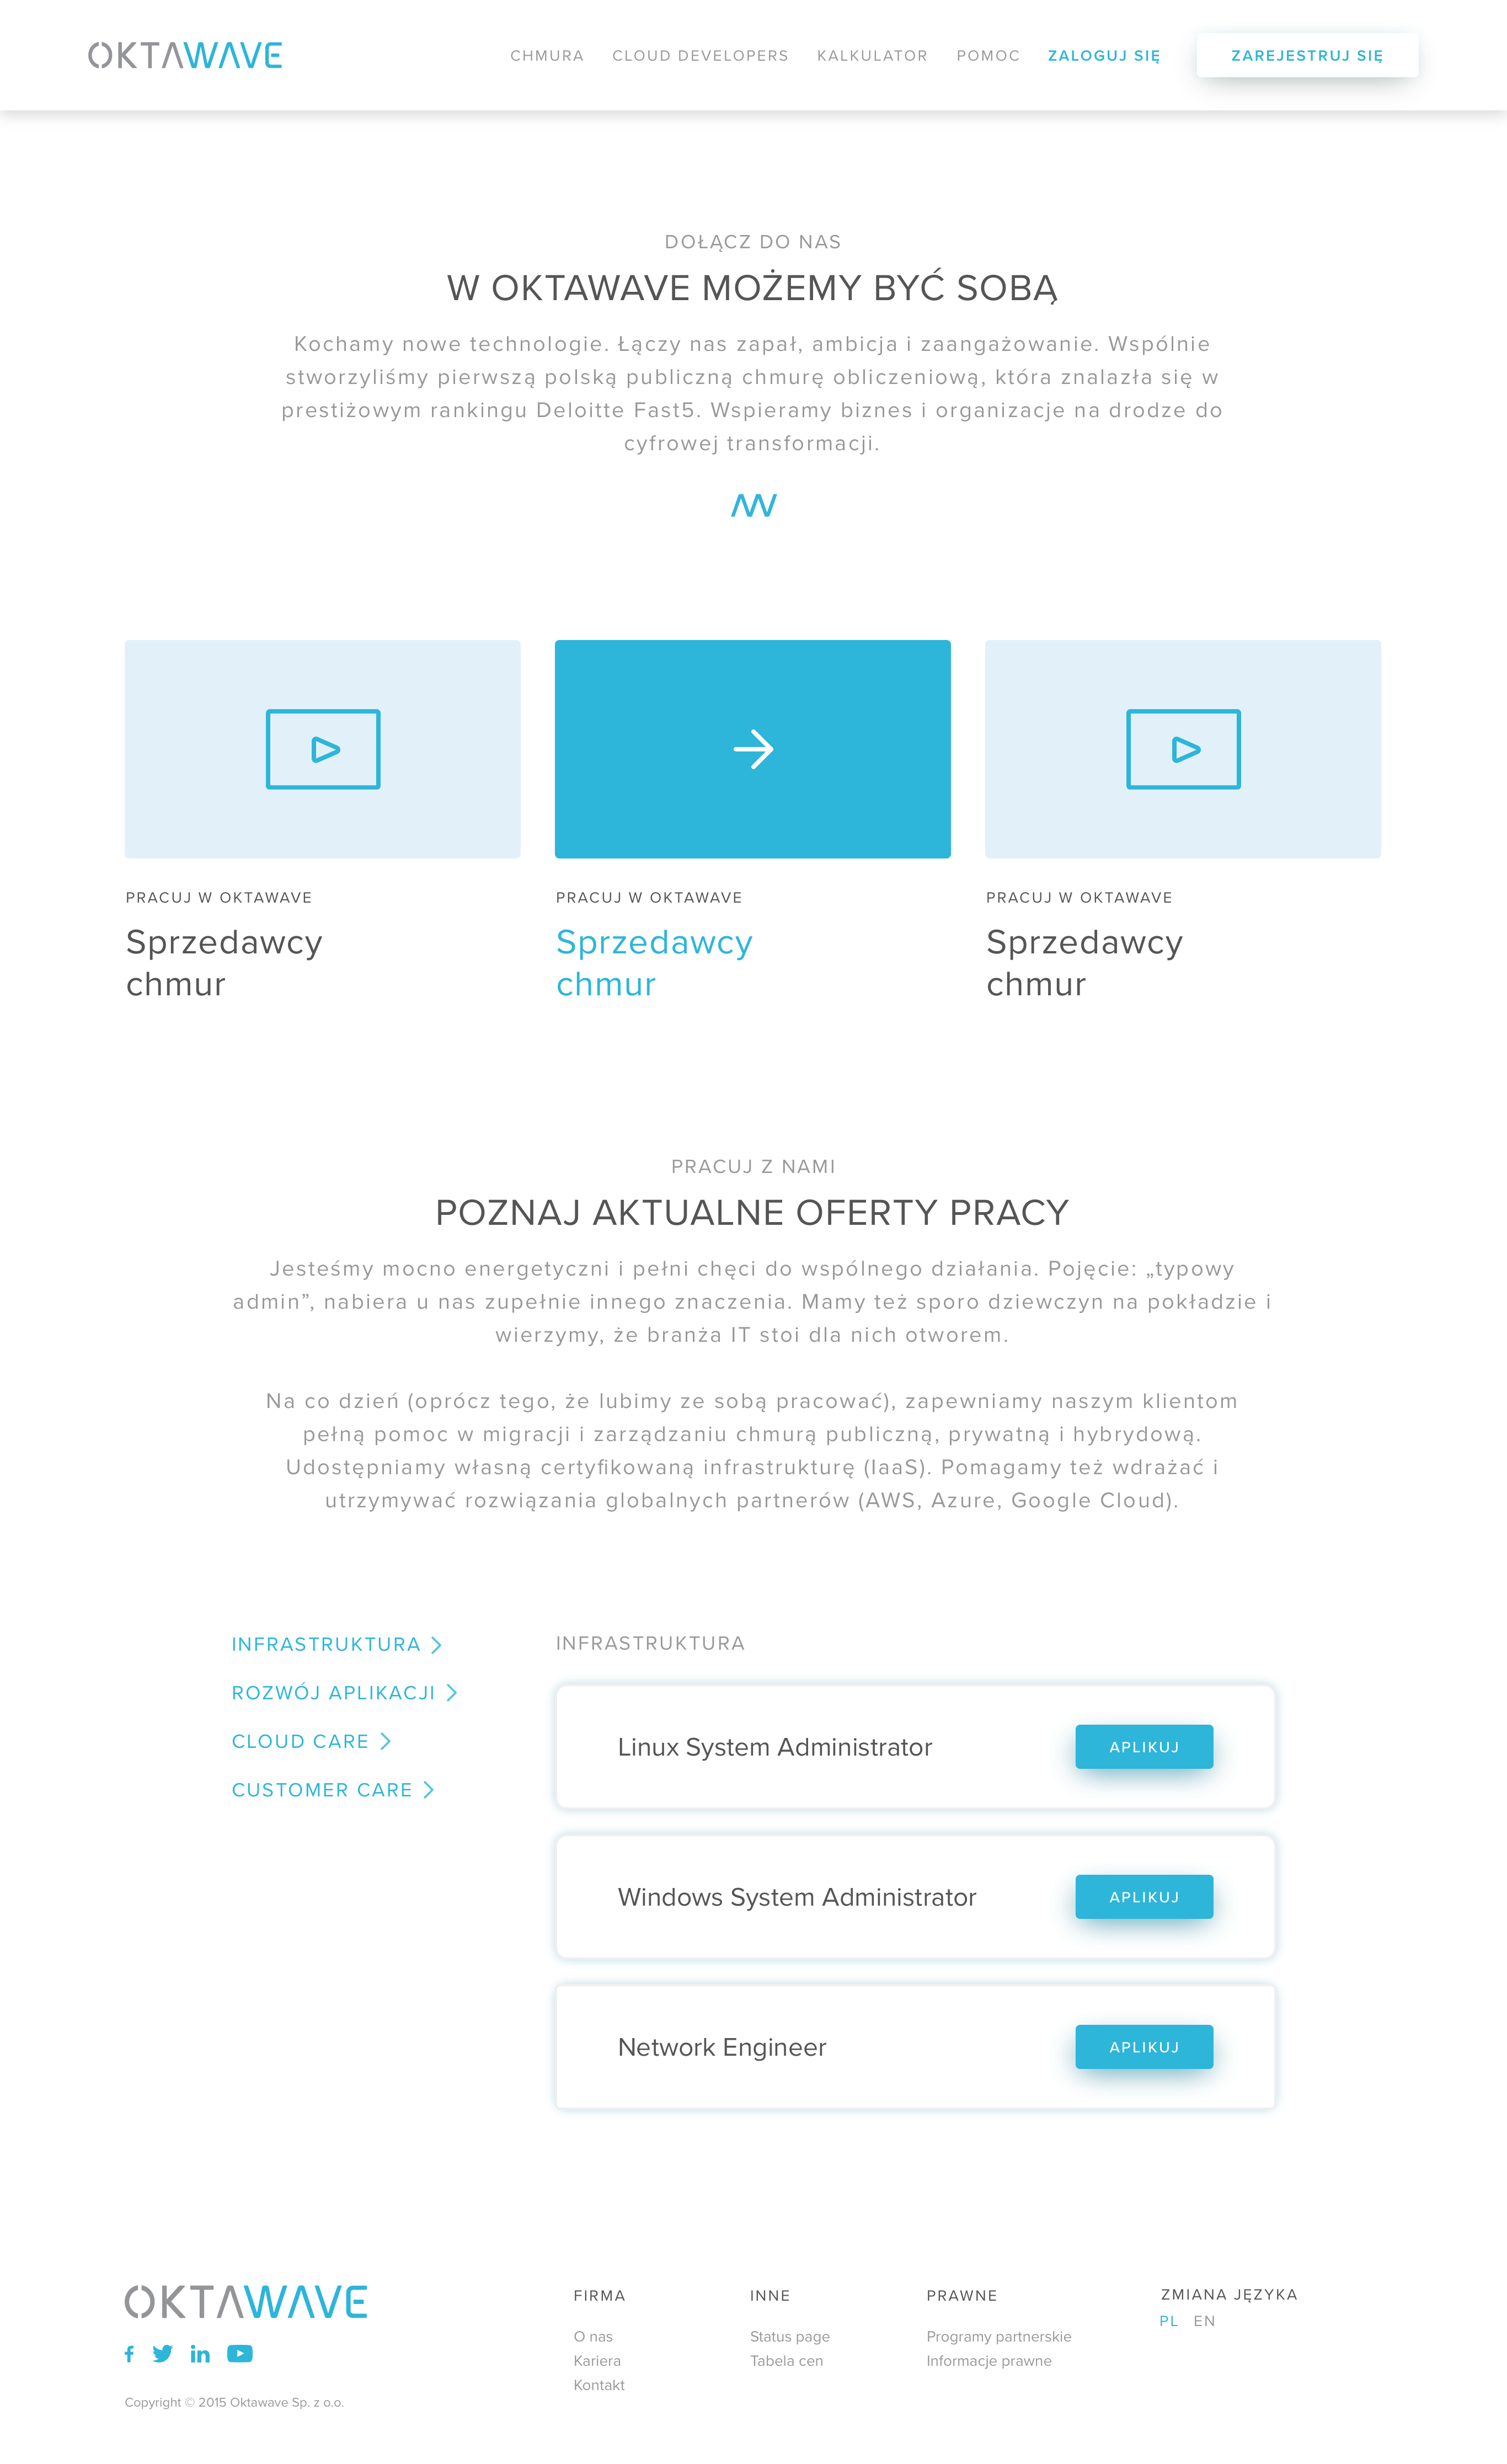 OKTAWAVE
CHMURA CLOUD DEVELOPERS KALKULATOR POMOC ZALOGUJ SIĘ ZAREJESTRUJ SIĘ
DOŁĄCZ DO NAS
W OKTAWAVE MOŻEMY BYĆ SOBĄ
Kochamy nowe technologie. Łączy nas zapał, ambicja i zaangażowanie. Wspólnie
stworzyliśmy pierwszą polską publiczną chmurę obliczeniową, która znalazła się w
prestiżowym rankingu Deloitte Fast5. Wspieramy biznes i organizacje na drodze do
cyfrowej transformacji.
PRACUJ W OKTAWAVE
Sprzedawcy
chmur
PRACUJ W OKTAWAVE
Sprzedawcy
chmur
PRACUJ W OKTAWAVE
Sprzedawcy
chmur
PRACUJ Z NAMI
POZNAJ AKTUALNE OFERTY PRACY
Jesteśmy mocno energetyczni i pełni chęci do wspólnego działania. Pojęcie: „typowy
admin”, nabiera u nas zupełnie innego znaczenia. Mamy też sporo dziewczyn na pokładzie i
wierzymy, że branża IT stoi dla nich otworem.
Na co dzień (oprócz tego, że lubimy ze sobą pracować), zapewniamy naszym klientom
pełną pomoc w migracji i zarządzaniu chmurą publiczną, prywatną i hybrydową.
Udostępniamy własną certyfikowaną infrastrukturę (IaaS). Pomagamy też wdrażać i
utrzymywać rozwiązania globalnych partnerów (AWS, Azure, Google Cloud).
INFRASTRUKTURA
ROZWÓJ APLIKACJI
CLOUD CARE
CUSTOMER CARE
INFRASTRUKTURA
Linux System Administrator APLIKUJ
Windows System Administrator APLIKUJ
Network Engineer APLIKUJ
OKTAWAVE
Copyright © 2015 Oktawave Sp. z o.o.
FIRMA
O nas
Kariera
Kontakt
INNE
Status page
Tabela cen
PRAWNE
Programy partnerskie
Informacje prawne
ZMIANA JĘZYKA
PL EN